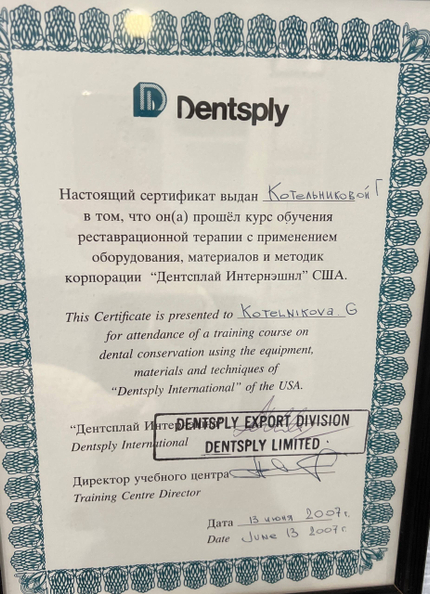 Dentsply
Настоящий сертификат выдан Котельниковой Г
в том, что он(а) прошёл курс обучения
реставрационной терапии с применением
оборудования, материалов и методик
корпорации “Дентсплай Интернэшнл” США.
This Certificate is presented to Kotelnikova G
for attendance of a training course on
dental conservation using the equipment,
materials and techniques of
“Dentsply International” of the USA.
“Дентсплай
DENTSPLY EXPORT DIVISION
Dentsply International
DENTSPLY LIMITED
Директор учебного центра
Training Centre Director
Дата 13 июня 2007г.
Date June 13 2007г.